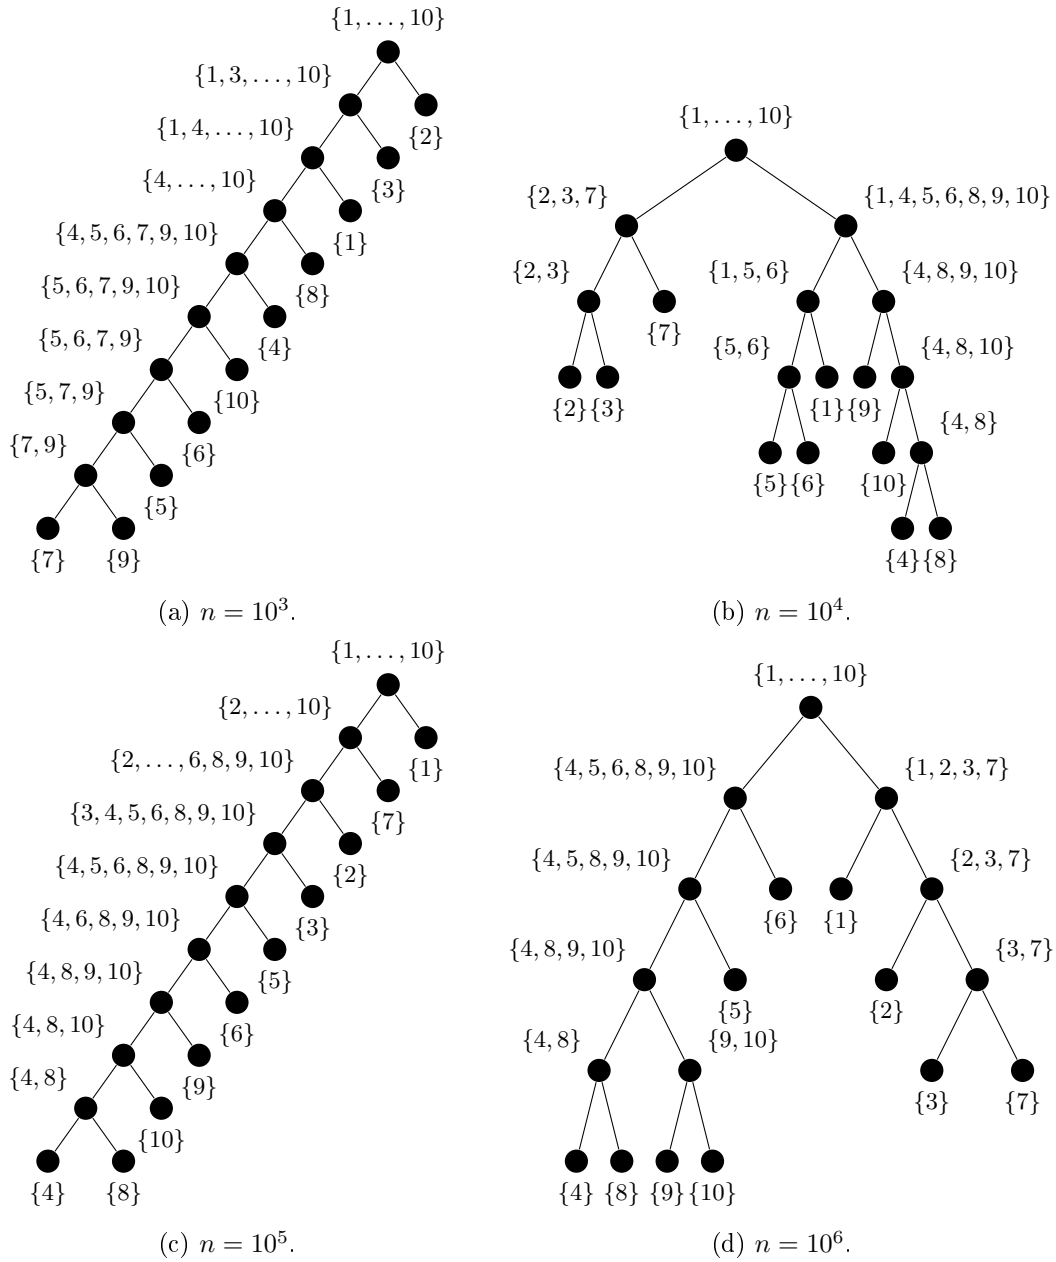 {1, . . . , 10}
{1, 3, . . . , 10}
{2}
{1, 4, . . . , 10}
{3}
{4, . . . , 10}
{1}
{4, 5, 6, 7, 9, 10}
{8}
{5, 6, 7, 9, 10}
{4}
{5, 6, 7, 9}
{10}
{5, 7, 9}
{6}
{7, 9}
{5}
{7} {9}
(a) n = 10^3.
{1, . . . , 10}
{2, 3, 7} {1, 4, 5, 6, 8, 9, 10}
{2, 3} {1, 5, 6} {4, 8, 9, 10}
{7}
{5, 6} {4, 8, 10}
{2} {3} {1} {9}
{4, 8}
{5} {6} {10}
{4} {8}
(b) n = 10^4.
{1, . . . , 10}
{2, . . . , 10}
{1}
{2, . . . , 6, 8, 9, 10}
{7}
{3, 4, 5, 6, 8, 9, 10}
{2}
{4, 5, 6, 8, 9, 10}
{3}
{4, 6, 8, 9, 10}
{5}
{4, 8, 9, 10}
{6}
{4, 8, 10}
{9}
{4, 8}
{10}
{4} {8}
(c) n = 10^5.
{1, . . . , 10}
{4, 5, 6, 8, 9, 10} {1, 2, 3, 7}
{4, 5, 8, 9, 10} {2, 3, 7}
{6} {1}
{4, 8, 9, 10} {3, 7}
{5} {2}
{4, 8} {9, 10}
{3} {7}
{4} {8} {9} {10}
(d) n = 10^6.